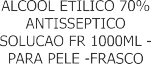 ALCOOL ETILICO 70%
ANTISSEPTICO
SOLUCAO FR 1000ML -
PARA PELE -FRASCO